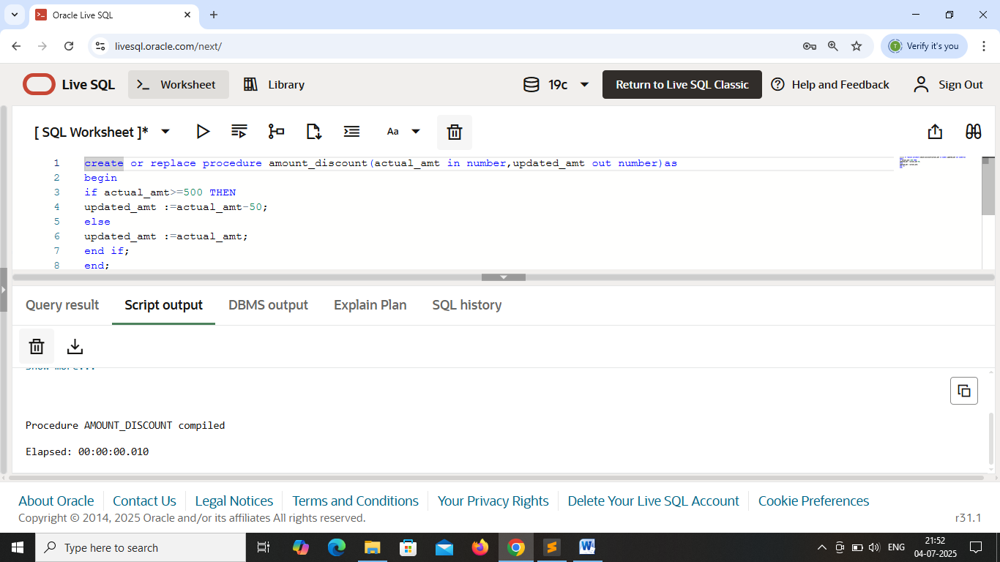 Oracle Live SQL
livesql.oracle.com/next/
T Verify it's you
Live SQL Worksheet Library 19c Return to Live SQL Classic Help and Feedback Sign Out
[ SQL Worksheet ]* Aa
1 create or replace procedure amount_discount(actual_amt in number,updated_amt out number)as
2 begin
3 if actual_amt>=500 THEN
4 updated_amt :=actual_amt-50;
5 else
6 updated_amt :=actual_amt;
7 end if;
8 end;
Query result Script output DBMS output Explain Plan SQL history
Show more...
Procedure AMOUNT_DISCOUNT compiled
Elapsed: 00:00:00.010
About Oracle Contact Us Legal Notices Terms and Conditions Your Privacy Rights Delete Your Live SQL Account Cookie Preferences
Copyright © 2014, 2025 Oracle and/or its affiliates All rights reserved. r31.1
Type here to search ENG 21:52
04-07-2025